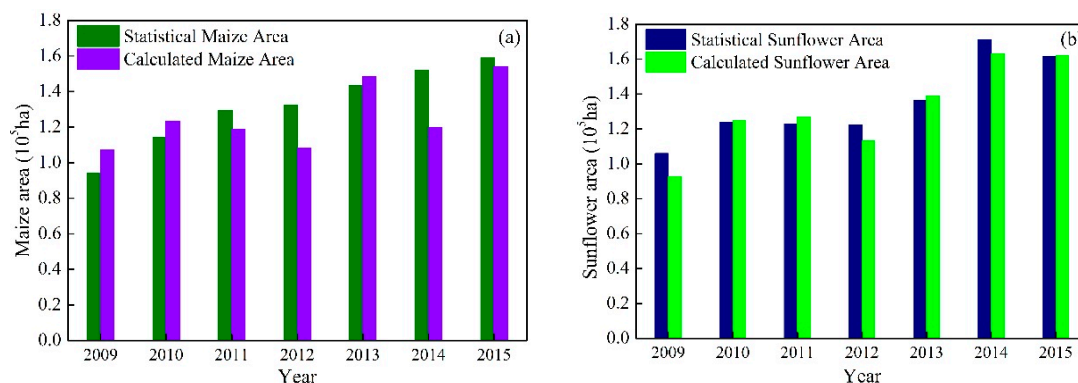 1.8
Statistical Maize Area
(a)
Calculated Maize Area
1.6
1.4
1.2
1.0
0.8
0.6
0.4
0.2
0.0
Maize area (10⁵ha)
2009 2010 2011 2012 2013 2014 2015
Year
1.8
Statistical Sunflower Area
(b)
Calculated Sunflower Area
1.6
1.4
1.2
1.0
0.8
0.6
0.4
0.2
0.0
Sunflower area (10⁵ha)
2009 2010 2011 2012 2013 2014 2015
Year